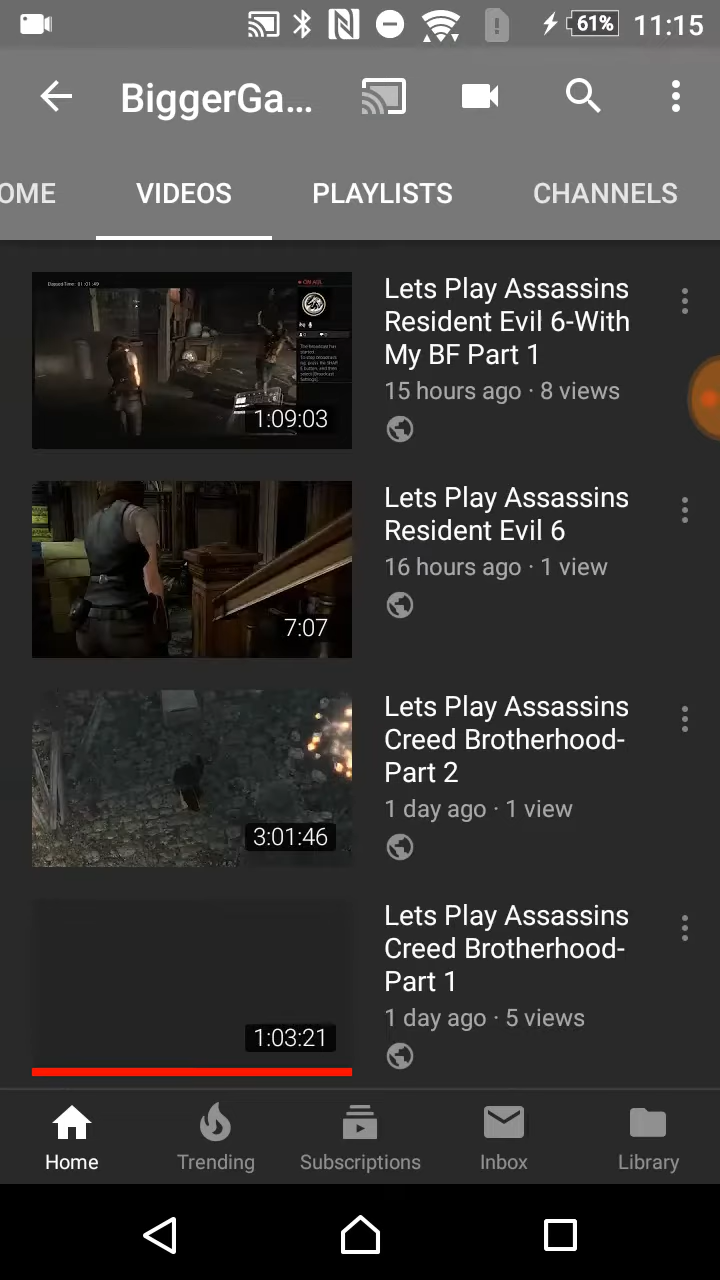 61% 11:15
BiggerGa...
OME VIDEOS PLAYLISTS CHANNELS
Lets Play Assassins
Resident Evil 6-With
My BF Part 1
15 hours ago · 8 views
1:09:03
Lets Play Assassins
Resident Evil 6
16 hours ago · 1 view
7:07
Lets Play Assassins
Creed Brotherhood-
Part 2
1 day ago · 1 view
3:01:46
Lets Play Assassins
Creed Brotherhood-
Part 1
1 day ago · 5 views
1:03:21
Home Trending Subscriptions Inbox Library